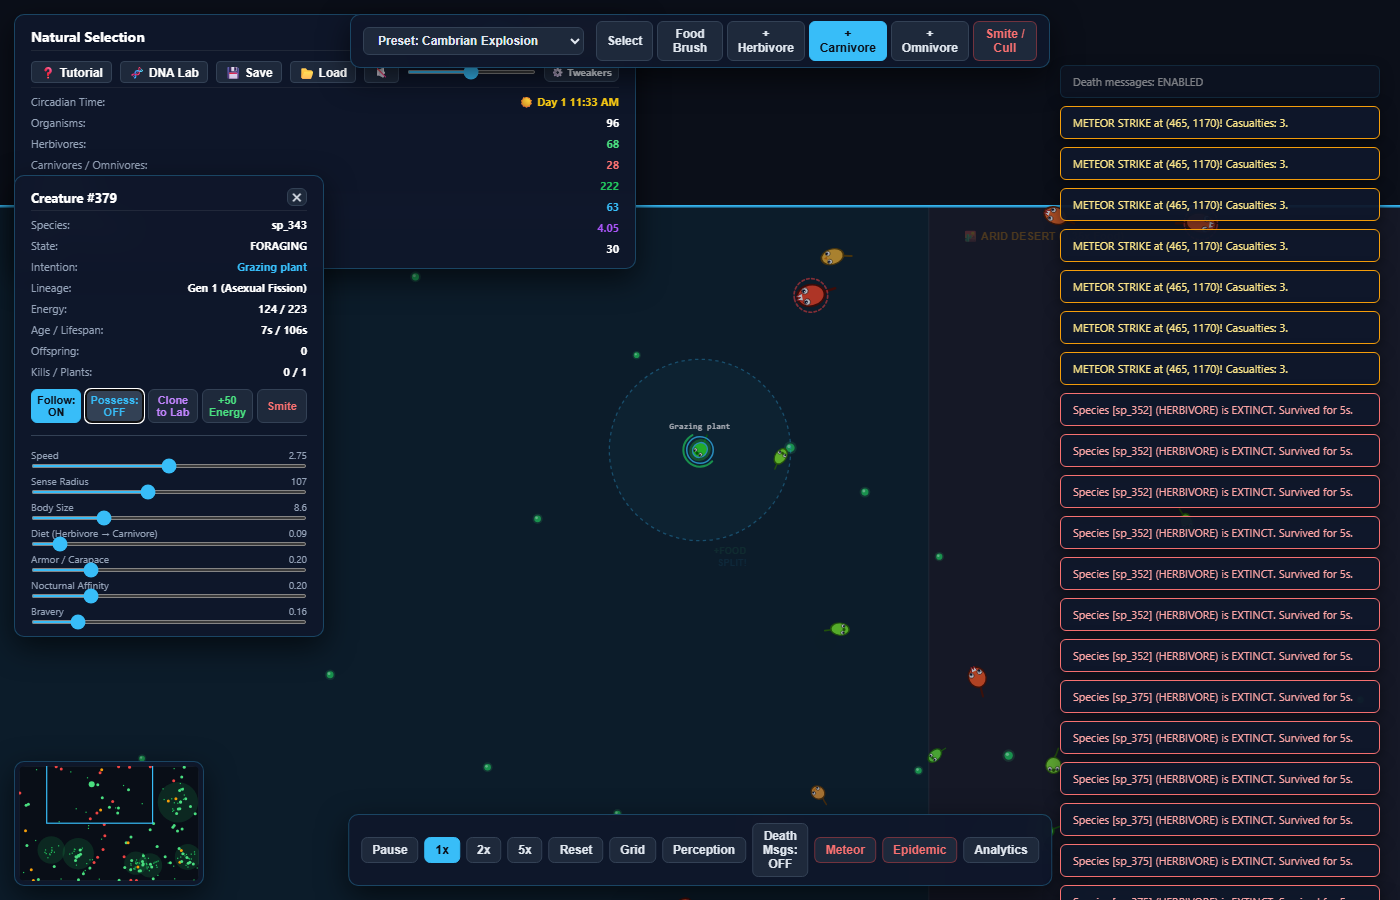 Natural Selection
Preset: Cambrian Explosion
Select
Food
Brush
+
Herbivore
+
Carnivore
+
Omnivore
Smite /
Cull
Tutorial
DNA Lab
Save
Load
Tweakers
Circadian Time:
Day 1 11:33 AM
Organisms:
96
Herbivores:
68
Carnivores / Omnivores:
28
222
63
4.05
30
Creature #379
Species:
sp_343
State:
FORAGING
Intention:
Grazing plant
Lineage:
Gen 1 (Asexual Fission)
Energy:
124 / 223
Age / Lifespan:
7s / 106s
Offspring:
0
Kills / Plants:
0 / 1
Follow:
ON
Possess:
OFF
Clone
to Lab
+50
Energy
Smite
Speed
2.75
Sense Radius
107
Body Size
8.6
Diet (Herbivore → Carnivore)
0.09
Armor / Carapace
0.20
Nocturnal Affinity
0.20
Bravery
0.16
ARID DESERT
Grazing plant
Death messages: ENABLED
METEOR STRIKE at (465, 1170)! Casualties: 3.
METEOR STRIKE at (465, 1170)! Casualties: 3.
METEOR STRIKE at (465, 1170)! Casualties: 3.
METEOR STRIKE at (465, 1170)! Casualties: 3.
METEOR STRIKE at (465, 1170)! Casualties: 3.
METEOR STRIKE at (465, 1170)! Casualties: 3.
METEOR STRIKE at (465, 1170)! Casualties: 3.
Species [sp_352] (HERBIVORE) is EXTINCT. Survived for 5s.
Species [sp_352] (HERBIVORE) is EXTINCT. Survived for 5s.
Species [sp_352] (HERBIVORE) is EXTINCT. Survived for 5s.
Species [sp_352] (HERBIVORE) is EXTINCT. Survived for 5s.
Species [sp_352] (HERBIVORE) is EXTINCT. Survived for 5s.
Species [sp_352] (HERBIVORE) is EXTINCT. Survived for 5s.
Species [sp_352] (HERBIVORE) is EXTINCT. Survived for 5s.
Species [sp_375] (HERBIVORE) is EXTINCT. Survived for 5s.
Species [sp_375] (HERBIVORE) is EXTINCT. Survived for 5s.
Species [sp_375] (HERBIVORE) is EXTINCT. Survived for 5s.
Species [sp_375] (HERBIVORE) is EXTINCT. Survived for 5s.
Species [sp_375] (HERBIVORE) is EXTINCT. Survived for 5s.
Species [sp_375] (HERBIVORE) is EXTINCT. Survived for 5s.
Pause
1x
2x
5x
Reset
Grid
Perception
Death
Msgs:
OFF
Meteor
Epidemic
Analytics